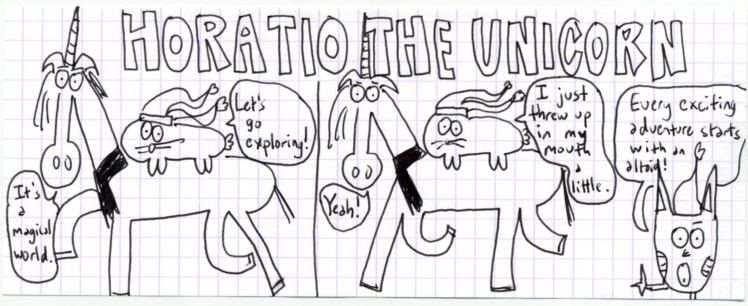 HORATIO THE UNICORN
It's
a
magical
world.
Let's
go
exploring!
Yeah!
I just
threw up
in my
mouth
a
little.
Every exciting
adventure starts
with an
altoid!